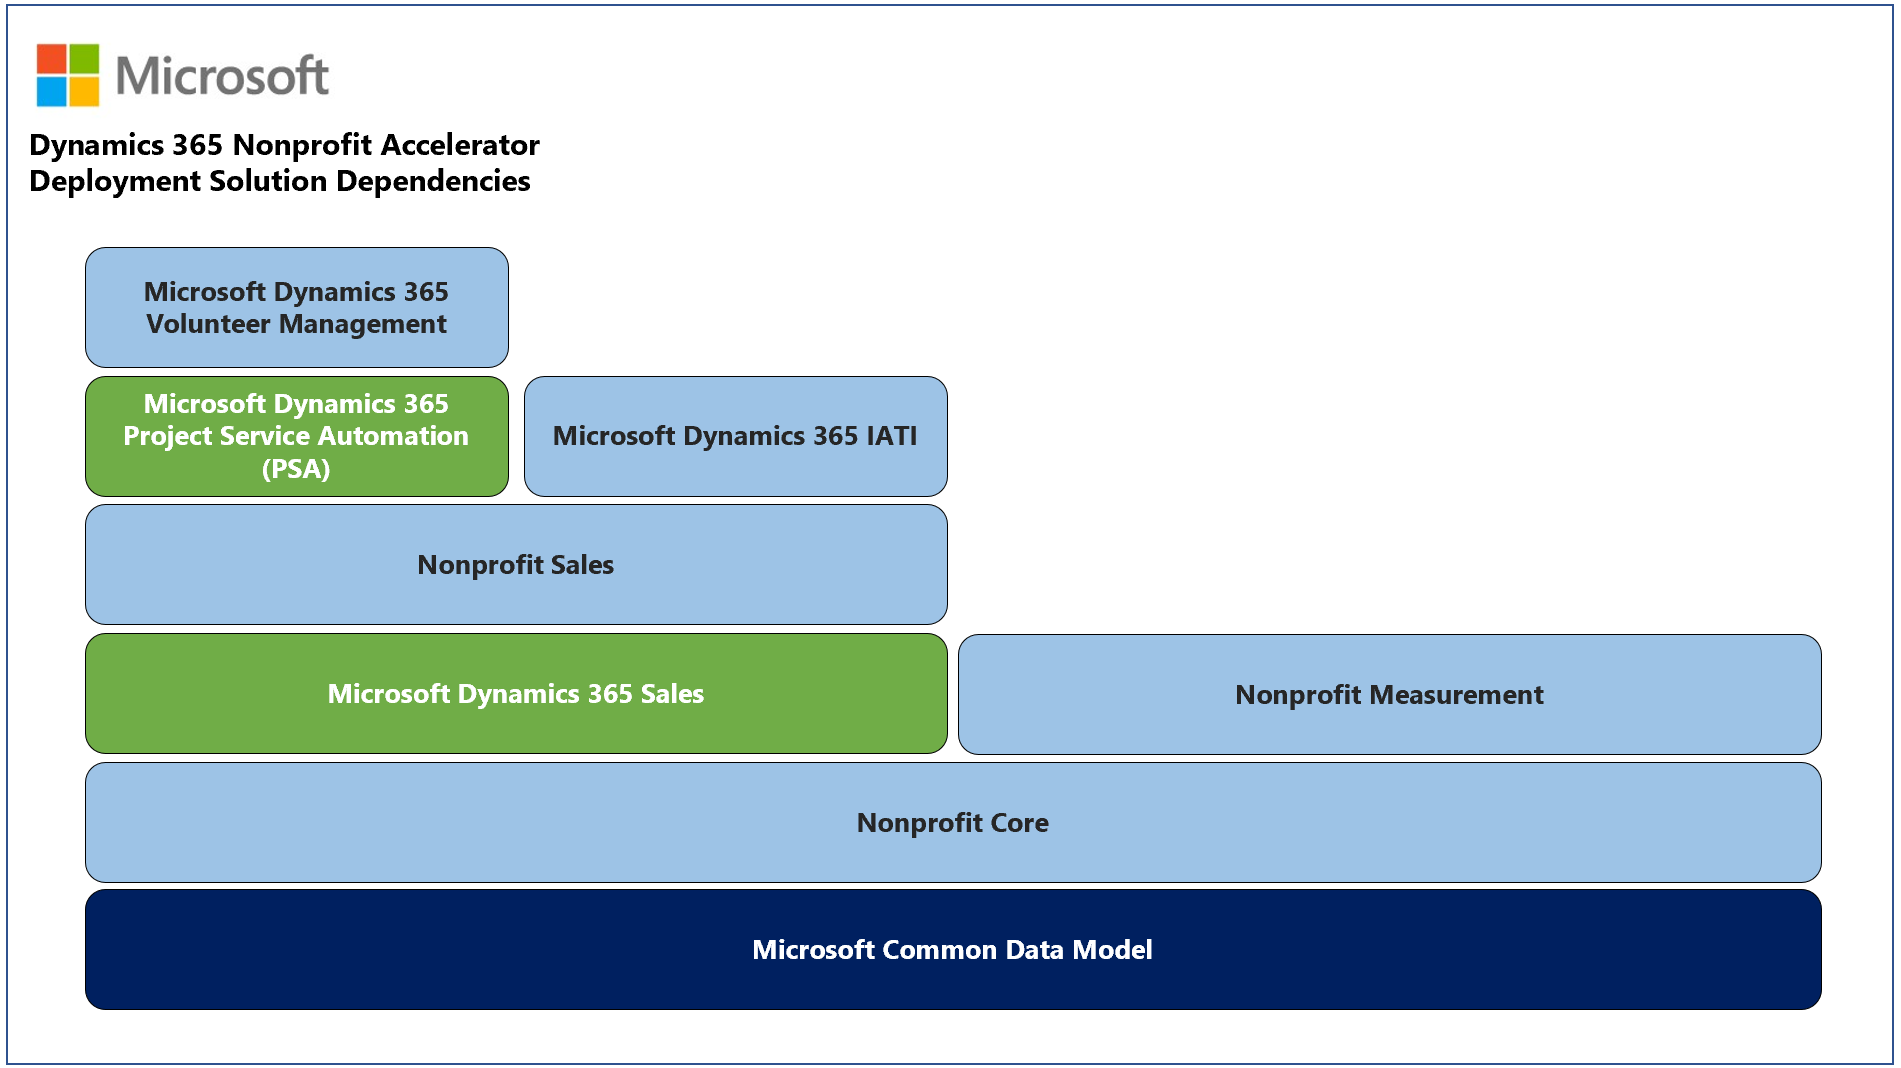 Microsoft
Dynamics 365 Nonprofit Accelerator
Deployment Solution Dependencies
Microsoft Dynamics 365
Volunteer Management
Microsoft Dynamics 365
Project Service Automation
(PSA)
Microsoft Dynamics 365 IATI
Nonprofit Sales
Microsoft Dynamics 365 Sales
Nonprofit Measurement
Nonprofit Core
Microsoft Common Data Model